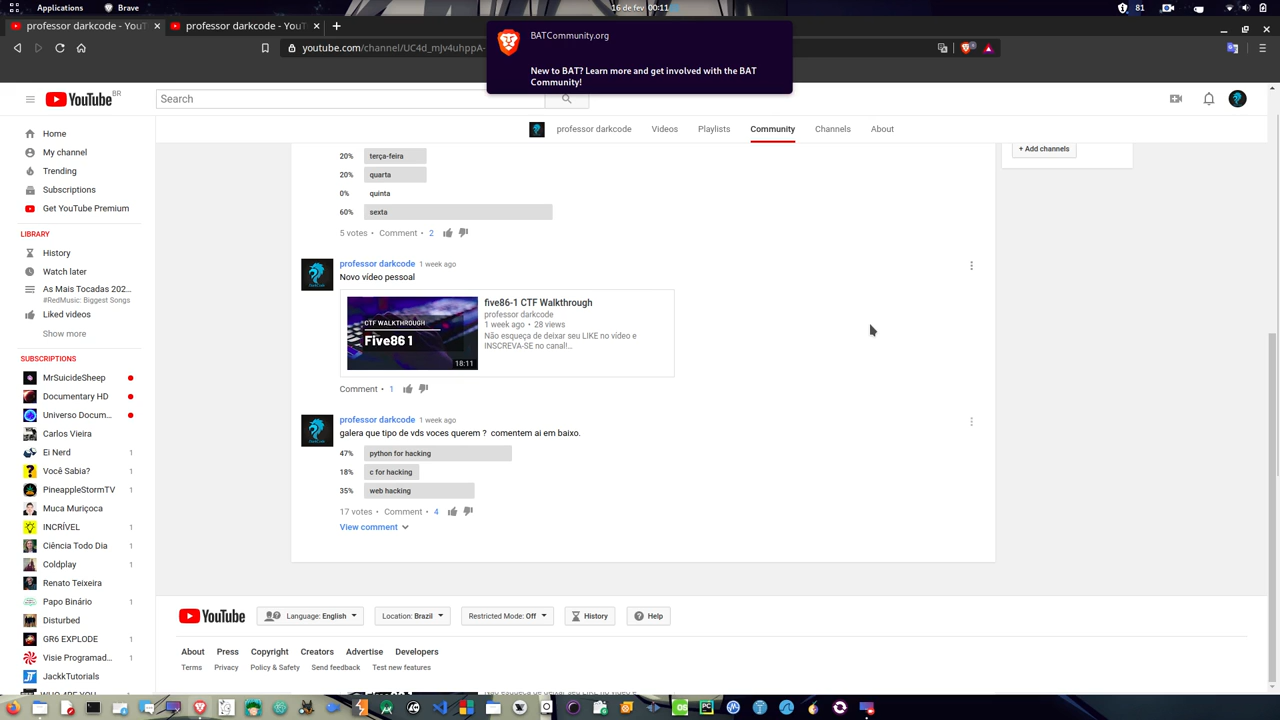 Activities
Brave
16 de fev 00:11
81
professor darkcode - YouT
professor darkcode - YouT
youtube.com/channel/UC4d_mJv4uhppA-
BATCommunity.org
New to BAT? Learn more and get involved with the BAT
Community!
YouTube BR
Search
professor darkcode
Videos
Playlists
Community
Channels
About
Home
My channel
Trending
Subscriptions
Get YouTube Premium
LIBRARY
History
Watch later
As Mais Tocadas 202...
#RedMusic: Biggest Songs
Liked videos
Show more
SUBSCRIPTIONS
MrSuicideSheep
Documentary HD
Universo Docum...
Carlos Vieira
Ei Nerd 1
Você Sabia? 1
PineappleStormTV 1
Muca Muriçoca
INCRÍVEL 1
Ciência Todo Dia 1
Coldplay 1
Renato Teixeira
Papo Binário 1
Disturbed
GR6 EXPLODE 1
Visie Programad... 1
JackkTutorials
+ Add channels
20% terça-feira
20% quarta
0% quinta
60% sexta
5 votes • Comment • 2
professor darkcode 1 week ago
Novo vídeo pessoal
CTF WALKTHROUGH
Five86 1
18:11
five86-1 CTF Walkthrough
professor darkcode
1 week ago • 28 views
Não esqueça de deixar seu LIKE no vídeo e
INSCREVA-SE no canal!...
Comment • 1
professor darkcode 1 week ago
galera que tipo de vds voces querem ? comentem ai em baixo.
47% python for hacking
18% c for hacking
35% web hacking
17 votes • Comment • 4
View comment
YouTube
Language: English
Location: Brazil
Restricted Mode: Off
History
Help
About Press Copyright Creators Advertise Developers
Terms Privacy Policy & Safety Send feedback Test new features